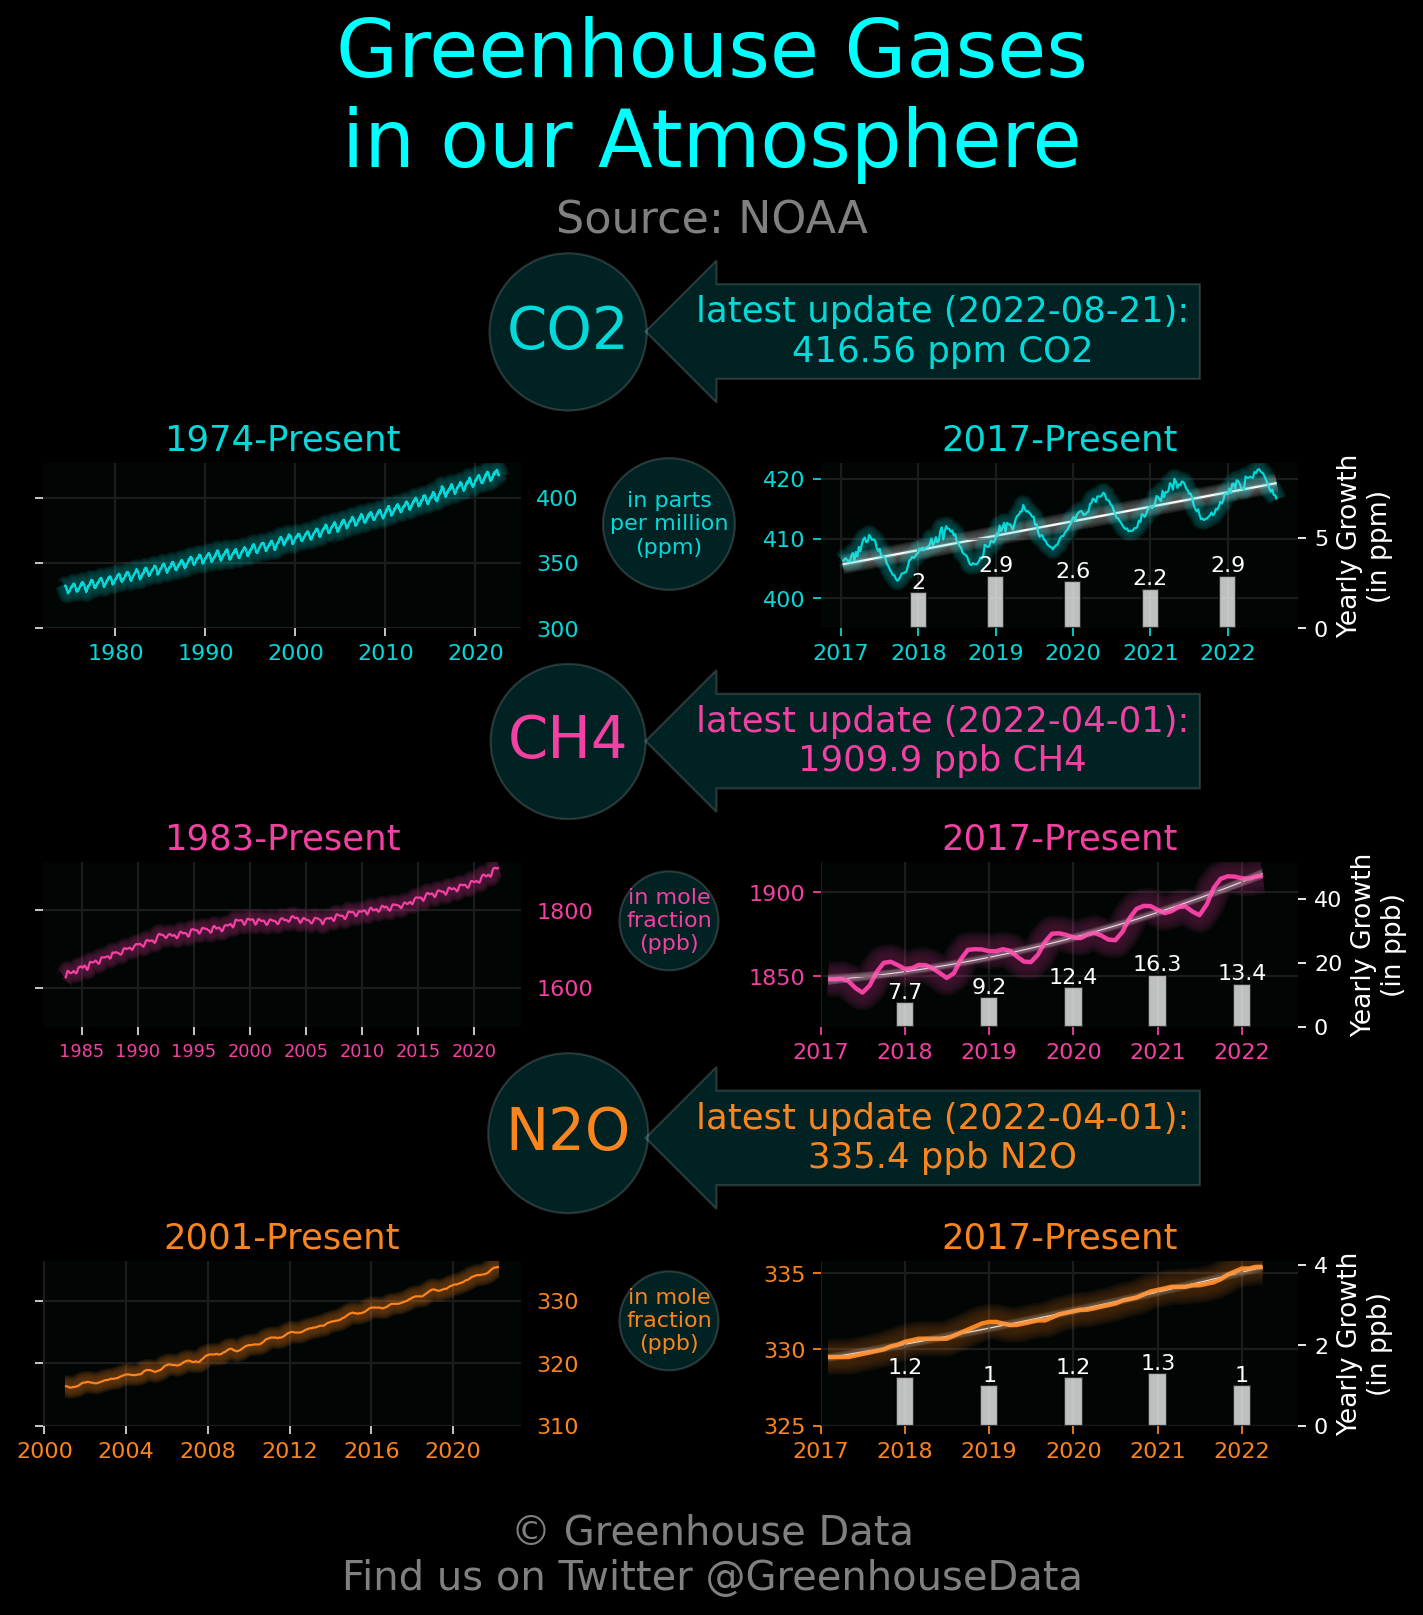 Greenhouse Gases
in our Atmosphere
Source: NOAA
CO2
latest update (2022-08-21):
416.56 ppm CO2
1974-Present
400
350
300
1980 1990 2000 2010 2020
in parts
per million
(ppm)
2017-Present
420
410
400
2 2.9 2.6 2.2 2.9
2017 2018 2019 2020 2021 2022
5
0
Yearly Growth
(in ppm)
CH4
latest update (2022-04-01):
1909.9 ppb CH4
1983-Present
1800
1600
1985 1990 1995 2000 2005 2010 2015 2020
in mole
fraction
(ppb)
2017-Present
1900
1850
7.7 9.2 12.4 16.3 13.4
2017 2018 2019 2020 2021 2022
40
20
0
Yearly Growth
(in ppb)
N2O
latest update (2022-04-01):
335.4 ppb N2O
2001-Present
330
320
310
2000 2004 2008 2012 2016 2020
in mole
fraction
(ppb)
2017-Present
335
330
325
1.2 1 1.2 1.3 1
2017 2018 2019 2020 2021 2022
4
2
0
Yearly Growth
(in ppb)
© Greenhouse Data
Find us on Twitter @GreenhouseData